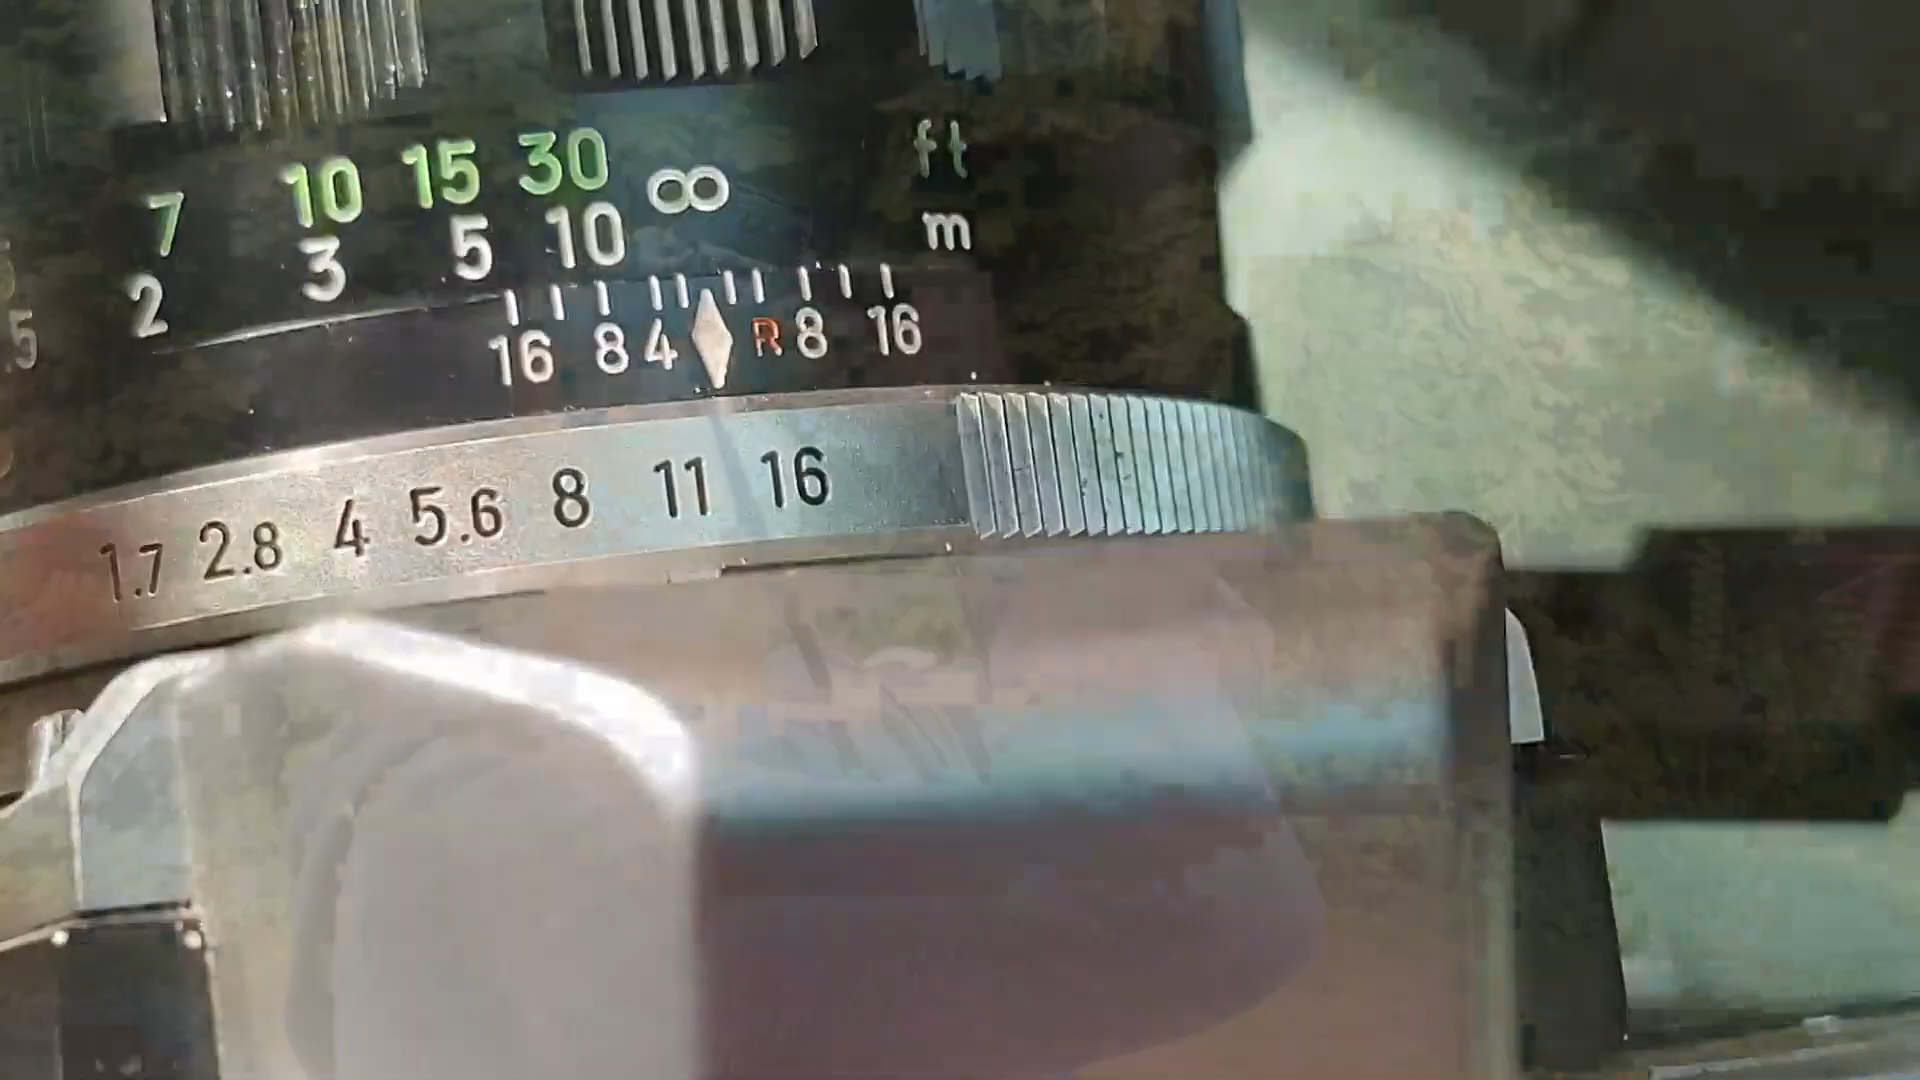 7 10 15 30 ∞ ft
.5 2 3 5 10 m
16 8 4 R 8 16
1.7 2.8 4 5.6 8 11 16